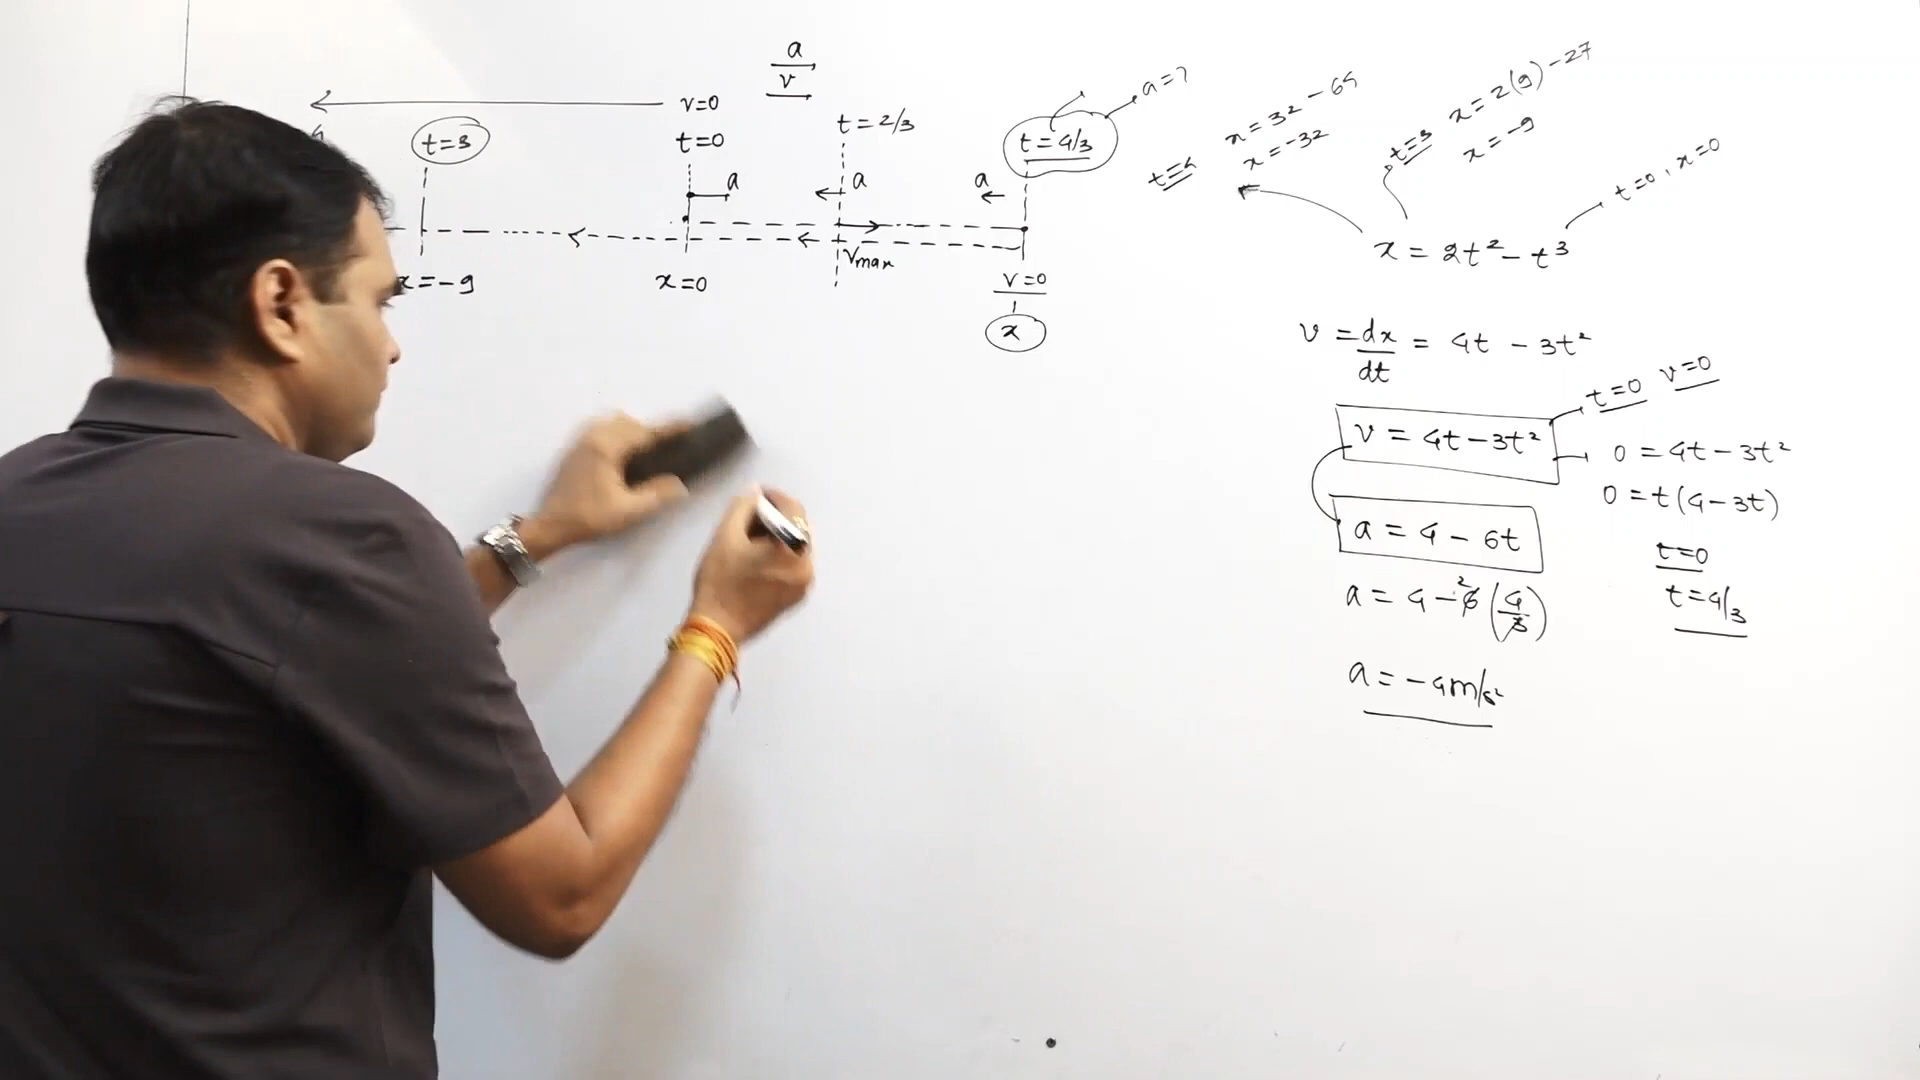 a
v
v=0
t=3
t=0
t = 2/3
t = 4/3
a = ?
a
a
a
x = -9
x=0
vmax
v=0
x
t=4
x = 32 - 64
x = -32
t=3
x = 2(9) - 27
x = -9
t=0, x=0
x = 2t² - t³
v = dx/dt = 4t - 3t²
t=0 v=0
v = 4t - 3t²
0 = 4t - 3t²
0 = t(4 - 3t)
a = 4 - 6t
t=0
a = 4 - 6² (4/3)
t = 4/3
a = -4m/s²